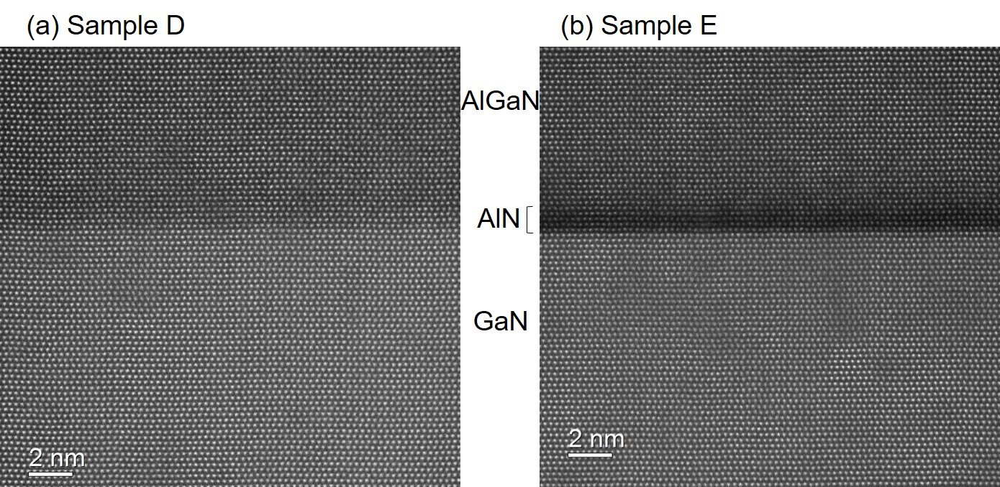 (a) Sample D
(b) Sample E
AlGaN
AlN
GaN
2 nm
2 nm